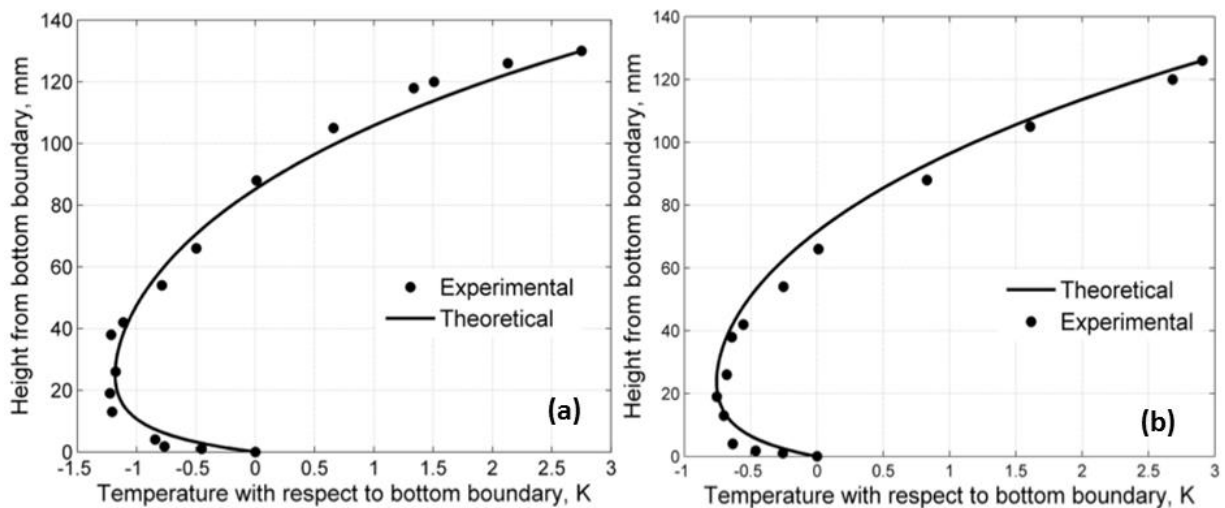 140
120
100
80
60
40
20
0
Height from bottom boundary, mm
-1.5 -1 -0.5 0 0.5 1 1.5 2 2.5 3
Temperature with respect to bottom boundary, K
Experimental
Theoretical
(a)
140
120
100
80
60
40
20
0
Height from bottom boundary, mm
-1 -0.5 0 0.5 1 1.5 2 2.5 3
Temperature with respect to bottom boundary, K
Theoretical
Experimental
(b)